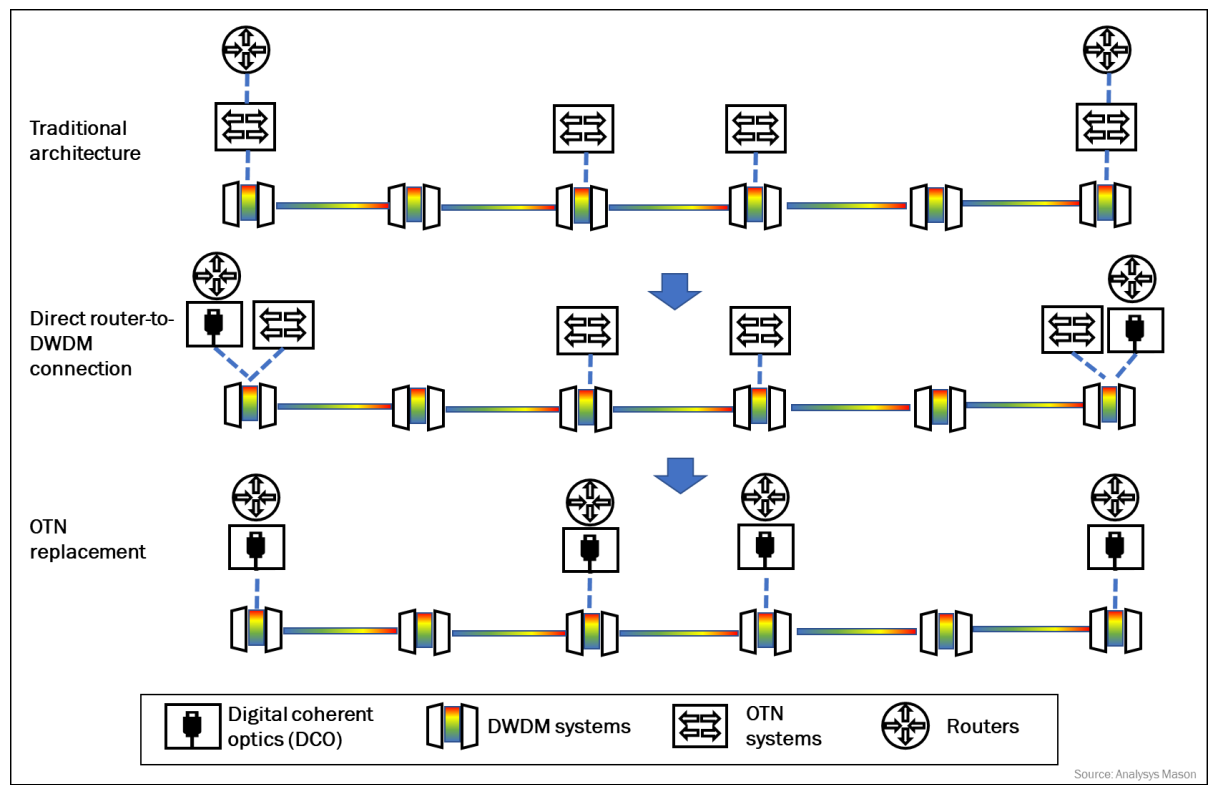 Traditional
architecture
Direct router-to-
DWDM
connection
OTN
replacement
Digital coherent
optics (DCO)
DWDM systems
OTN
systems
Routers
Source: Analysys Mason